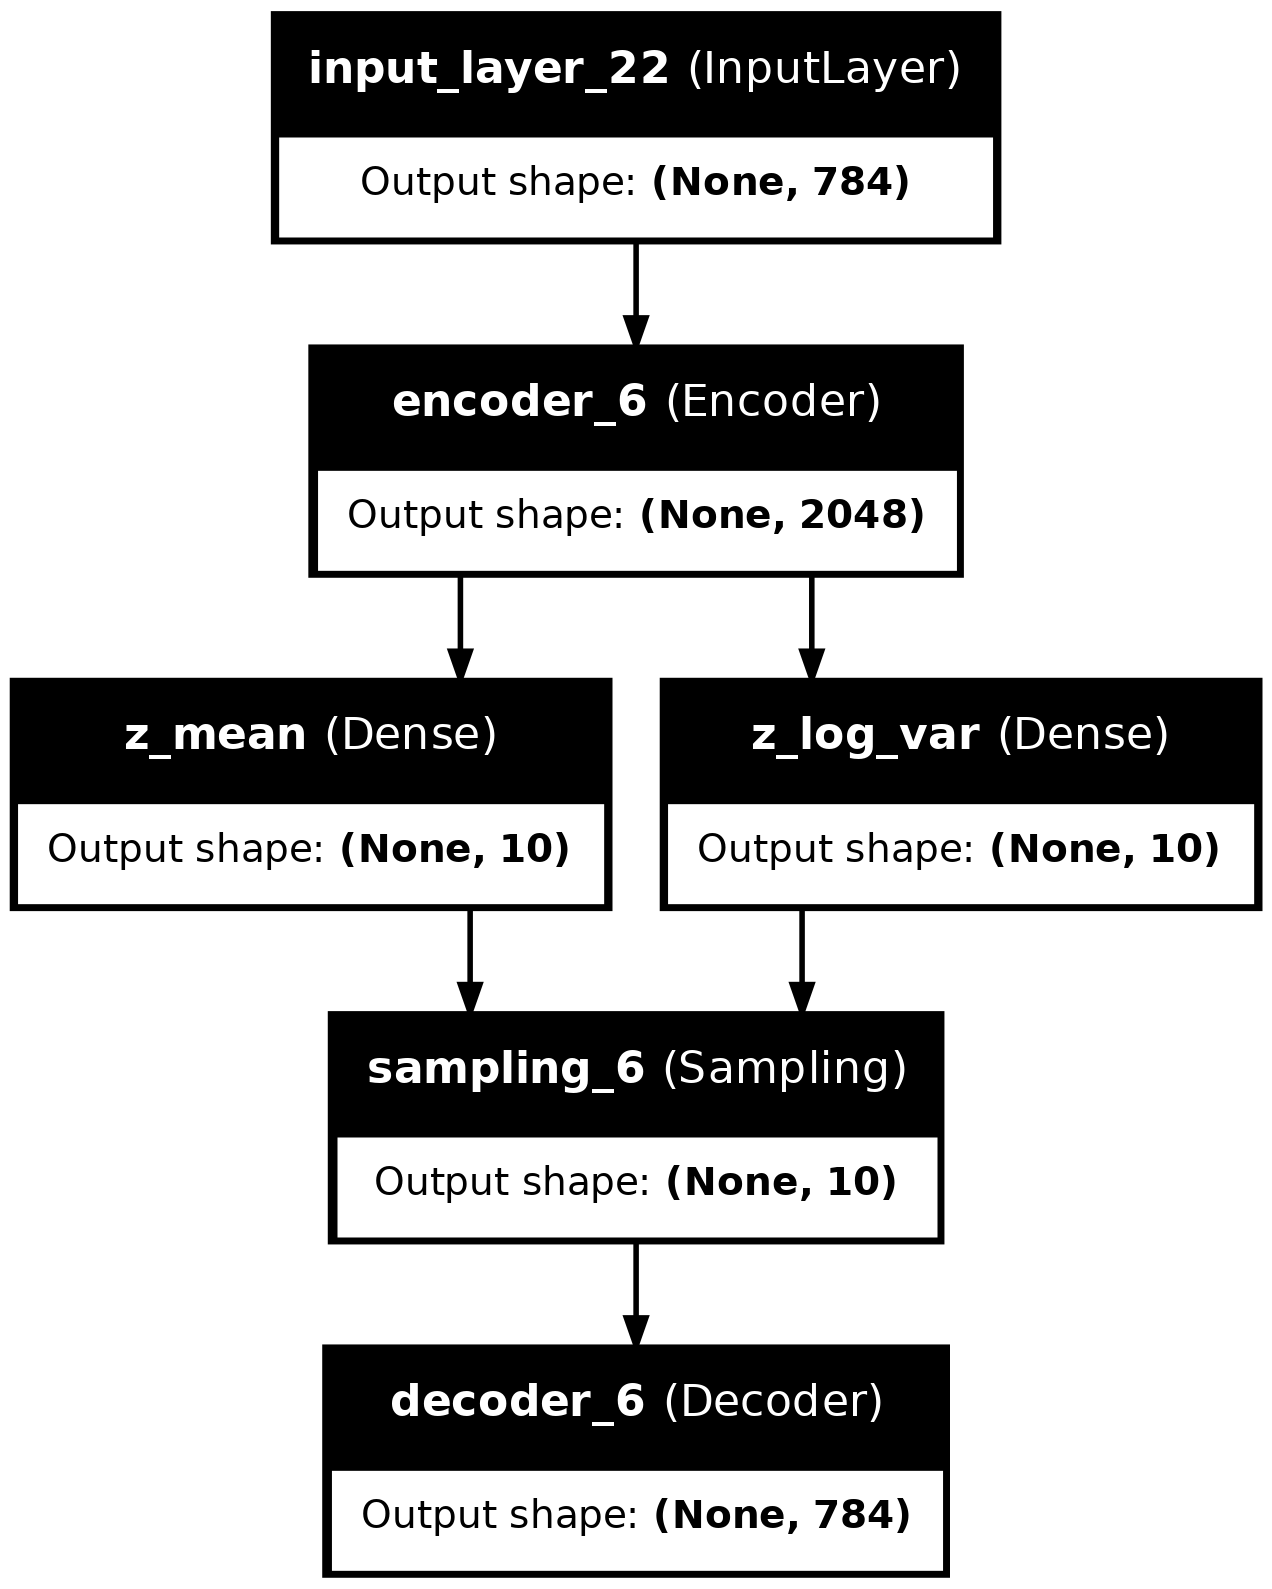 input_layer_22 (InputLayer)
Output shape: (None, 784)
encoder_6 (Encoder)
Output shape: (None, 2048)
z_mean (Dense)
Output shape: (None, 10)
z_log_var (Dense)
Output shape: (None, 10)
sampling_6 (Sampling)
Output shape: (None, 10)
decoder_6 (Decoder)
Output shape: (None, 784)